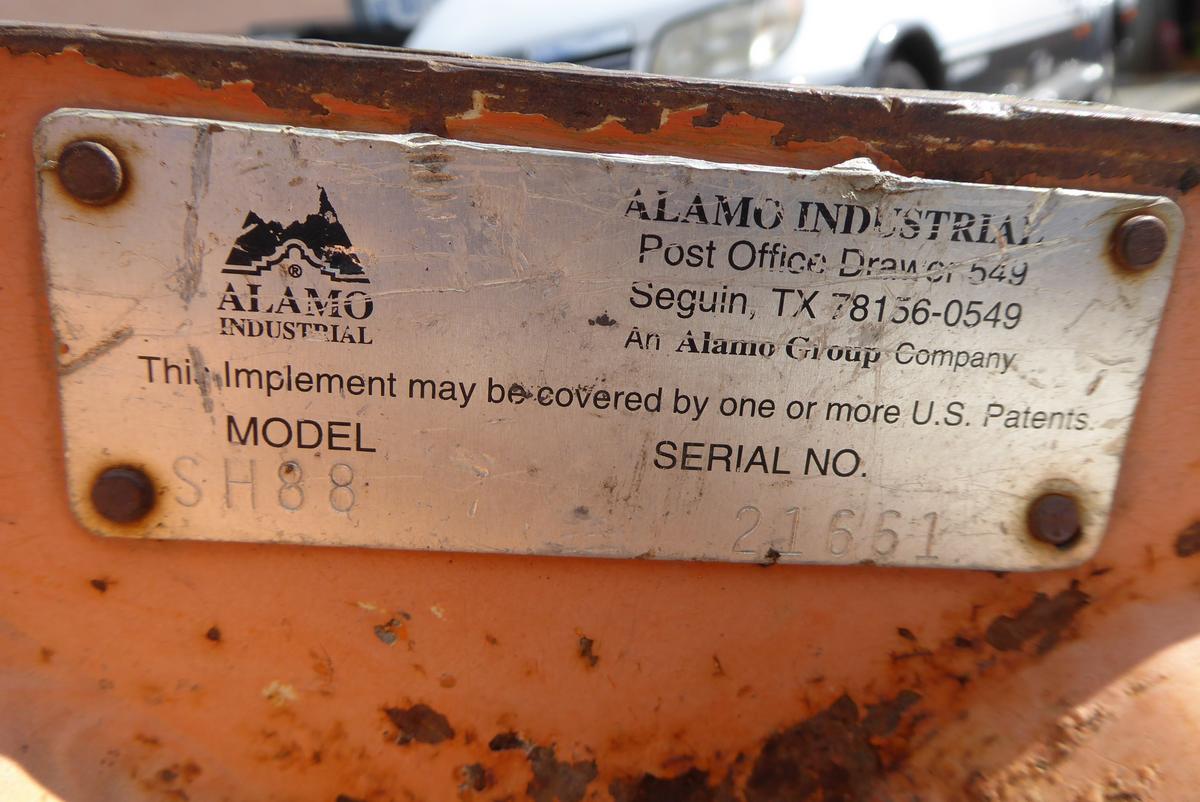 ®
ALAMO
INDUSTRIAL
ALAMO INDUSTRIAL
Post Office Drawer 549
Seguin, TX 78156-0549
An Alamo Group Company
This Implement may be covered by one or more U.S. Patents.
MODEL
SERIAL NO.
SH88
21661